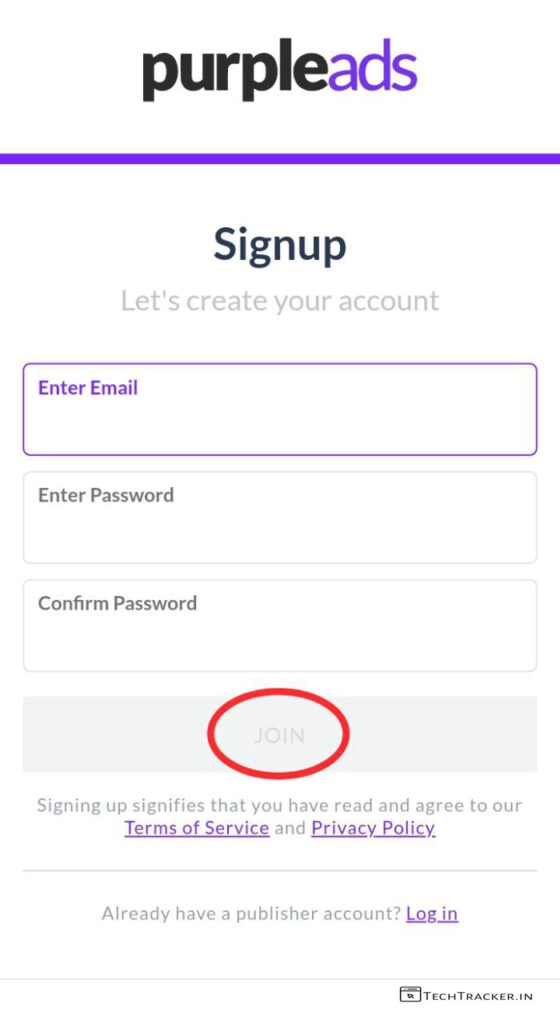 purpleads
Signup
Let's create your account
Enter Email
Enter Password
Confirm Password
JOIN
Signing up signifies that you have read and agree to our
Terms of Service and Privacy Policy
Already have a publisher account? Log in
TECHTRACKER.IN